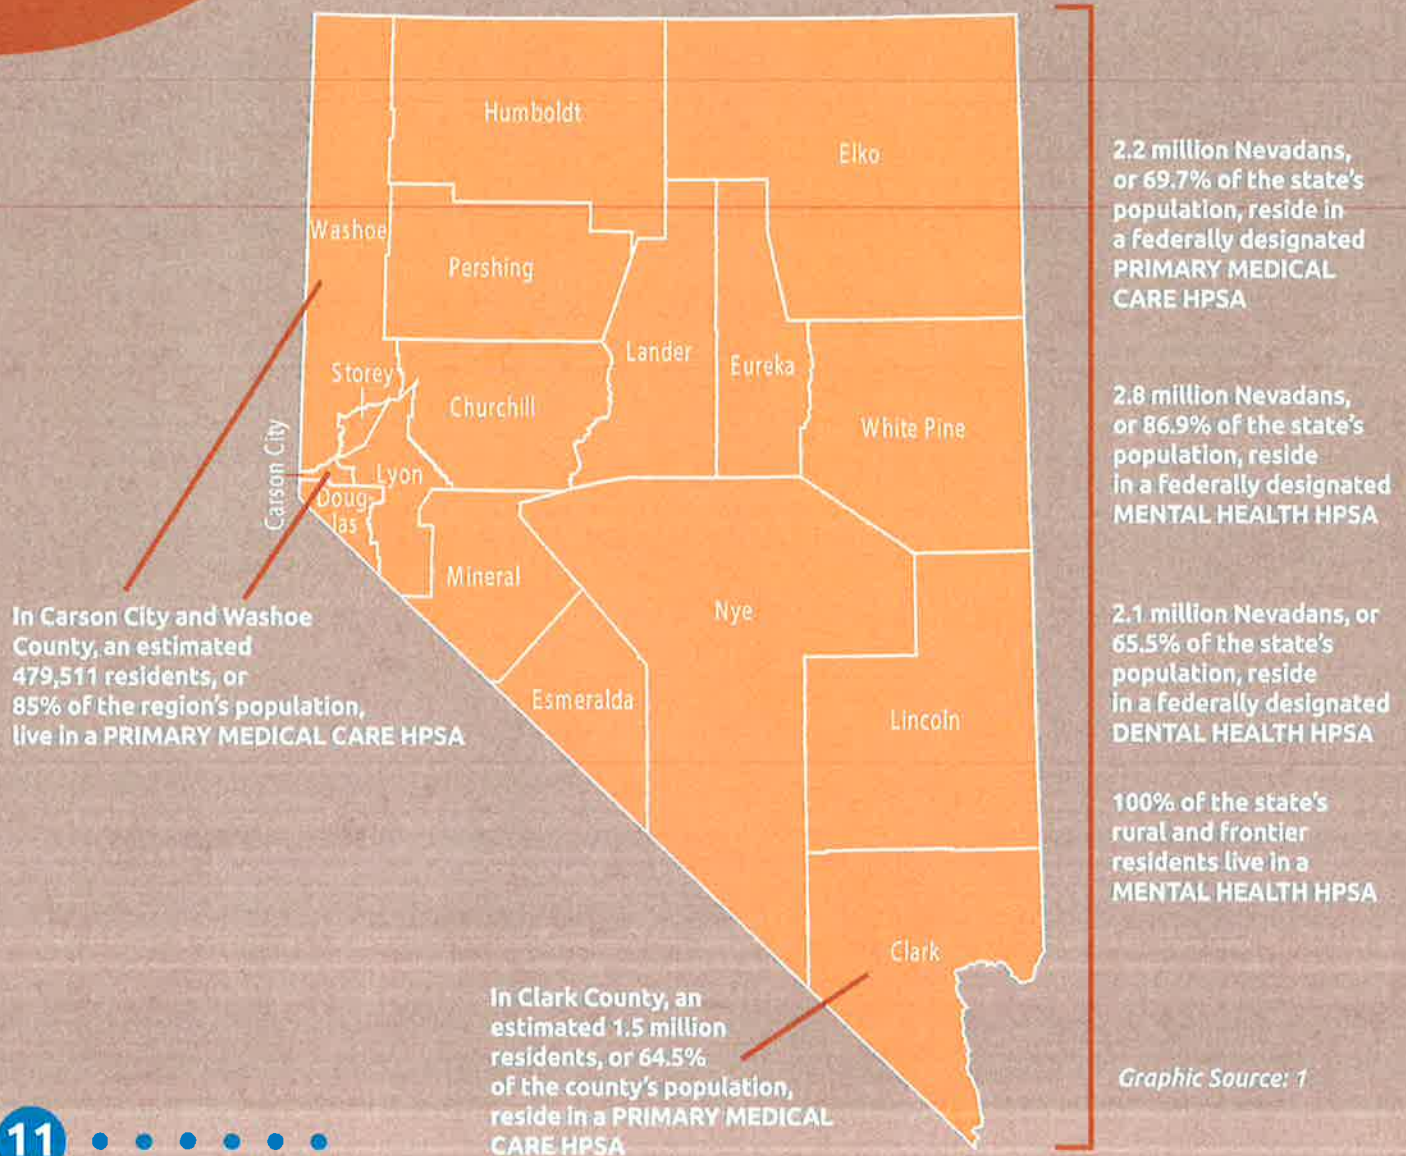 Humboldt
Elko
Washoe
Pershing
Lander
Eureka
Storey
Churchill
White Pine
Carson City
Lyon
Doug-
las
Mineral
Nye
Esmeralda
Lincoln
Clark
2.2 million Nevadans,
or 69.7% of the state's
population, reside in
a federally designated
PRIMARY MEDICAL
CARE HPSA
2.8 million Nevadans,
or 86.9% of the state's
population, reside
in a federally designated
MENTAL HEALTH HPSA
2.1 million Nevadans, or
65.5% of the state's
population, reside
in a federally designated
DENTAL HEALTH HPSA
100% of the state's
rural and frontier
residents live in a
MENTAL HEALTH HPSA
In Carson City and Washoe
County, an estimated
479,511 residents, or
85% of the region's population,
live in a PRIMARY MEDICAL CARE HPSA
In Clark County, an
estimated 1.5 million
residents, or 64.5%
of the county's population,
reside in a PRIMARY MEDICAL
CARE HPSA
Graphic Source: 1
11